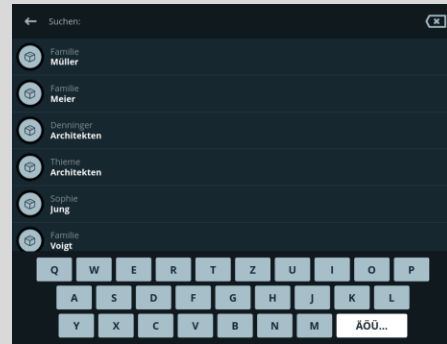 Suchen:
Familie
Müller
Familie
Meier
Denninger
Architekten
Thieme
Architekten
Sophie
Jung
Familie
Voigt
Q W E R T Z U I O P
A S D F G H J K L
Y X C V B N M ÄÖÜ...